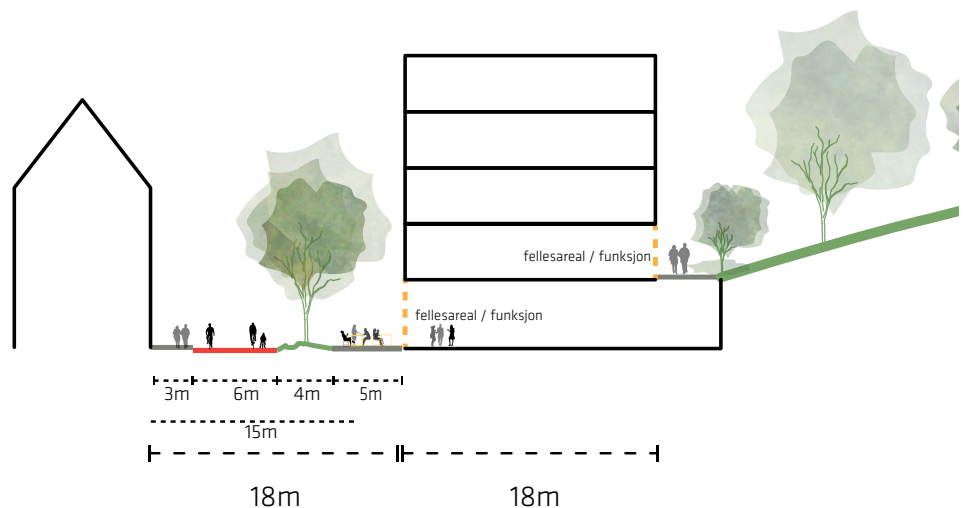 fellesareal / funksjon
fellesareal / funksjon
3m 6m 4m 5m
15m
18m 18m